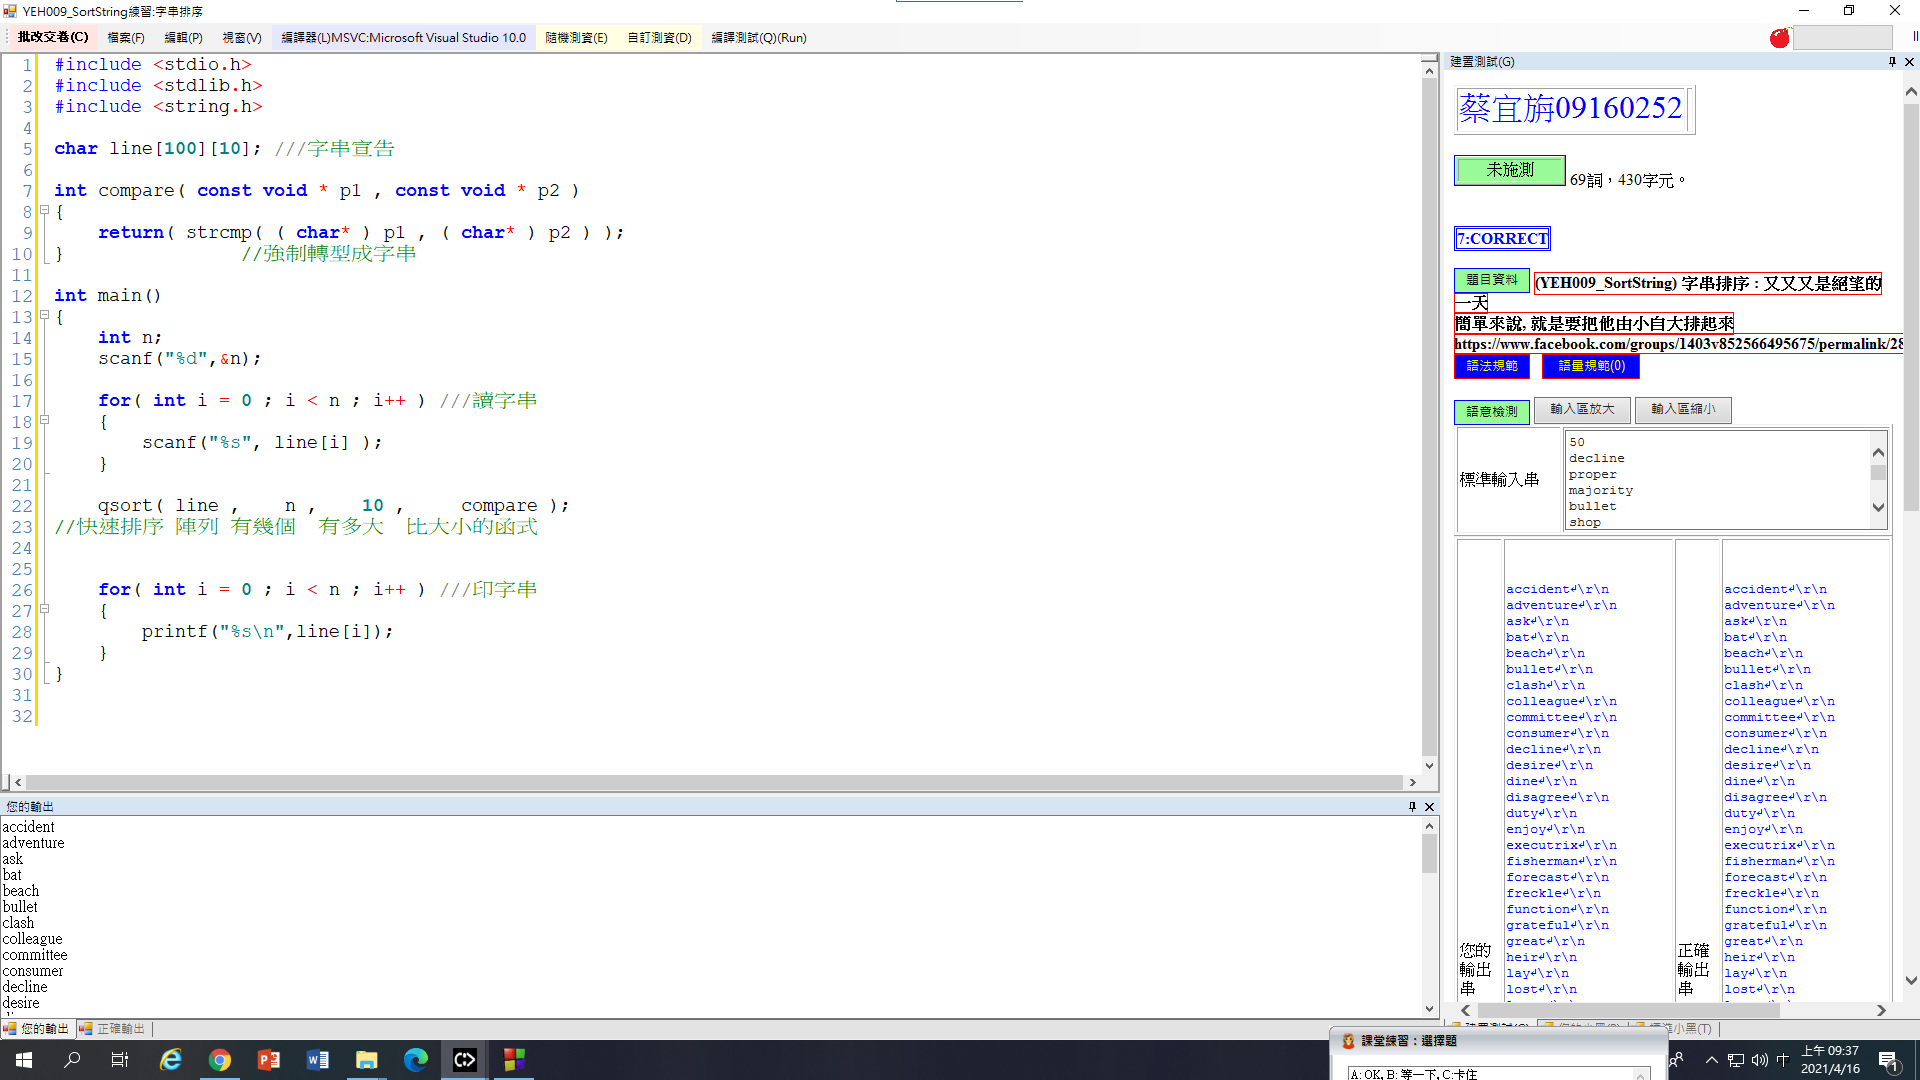 YEH009_SortString練習:字串排序
批改交卷(C) 檔案(F) 編輯(P) 視窗(V) 編譯器(L)MSVC:Microsoft Visual Studio 10.0 隨機測資(E) 自訂測資(D) 編譯測試(Q)(Run)
1 #include <stdio.h>
2 #include <stdlib.h>
3 #include <string.h>
4
5 char line[100][10]; ///字串宣告
6
7 int compare( const void * p1 , const void * p2 )
8 {
9     return( strcmp( ( char* ) p1 , ( char* ) p2 ) );
10 }                 //強制轉型成字串
11
12 int main()
13 {
14     int n;
15     scanf("%d",&n);
16
17     for( int i = 0 ; i < n ; i++ ) ///讀字串
18     {
19         scanf("%s", line[i] );
20     }
21
22     qsort( line ,    n ,    10 ,     compare );
23 //快速排序 陣列 有幾個  有多大  比大小的函式
24
25
26     for( int i = 0 ; i < n ; i++ ) ///印字串
27     {
28         printf("%s\n",line[i]);
29     }
30 }
31
32
您的輸出
accident
adventure
ask
bat
beach
bullet
clash
colleague
committee
consumer
decline
desire
您的輸出 正確輸出
建置測試(G)
蔡宜旃09160252
未施測 69詞，430字元。
7:CORRECT
題目資料 (YEH009_SortString) 字串排序 : 又又又是絕望的
一天
簡單來說, 就是要把他由小自大排起來
https://www.facebook.com/groups/1403v852566495675/permalink/28
語法規範 語量規範(0)
語意檢測 輸入區放大 輸入區縮小
標準輸入串
50
decline
proper
majority
bullet
shop
您的
輸出
串
accident↲\r\n
adventure↲\r\n
ask↲\r\n
bat↲\r\n
beach↲\r\n
bullet↲\r\n
clash↲\r\n
colleague↲\r\n
committee↲\r\n
consumer↲\r\n
decline↲\r\n
desire↲\r\n
dine↲\r\n
disagree↲\r\n
duty↲\r\n
enjoy↲\r\n
executrix↲\r\n
fisherman↲\r\n
forecast↲\r\n
freckle↲\r\n
function↲\r\n
grateful↲\r\n
great↲\r\n
heir↲\r\n
lay↲\r\n
lost↲\r\n
正確
輸出
串
accident↲\r\n
adventure↲\r\n
ask↲\r\n
bat↲\r\n
beach↲\r\n
bullet↲\r\n
clash↲\r\n
colleague↲\r\n
committee↲\r\n
consumer↲\r\n
decline↲\r\n
desire↲\r\n
dine↲\r\n
disagree↲\r\n
duty↲\r\n
enjoy↲\r\n
executrix↲\r\n
fisherman↲\r\n
forecast↲\r\n
freckle↲\r\n
function↲\r\n
grateful↲\r\n
great↲\r\n
heir↲\r\n
lay↲\r\n
lost↲\r\n
課堂練習：選擇題
A: OK, B: 等一下, C:卡住
中
上午 09:37
2021/4/16
1